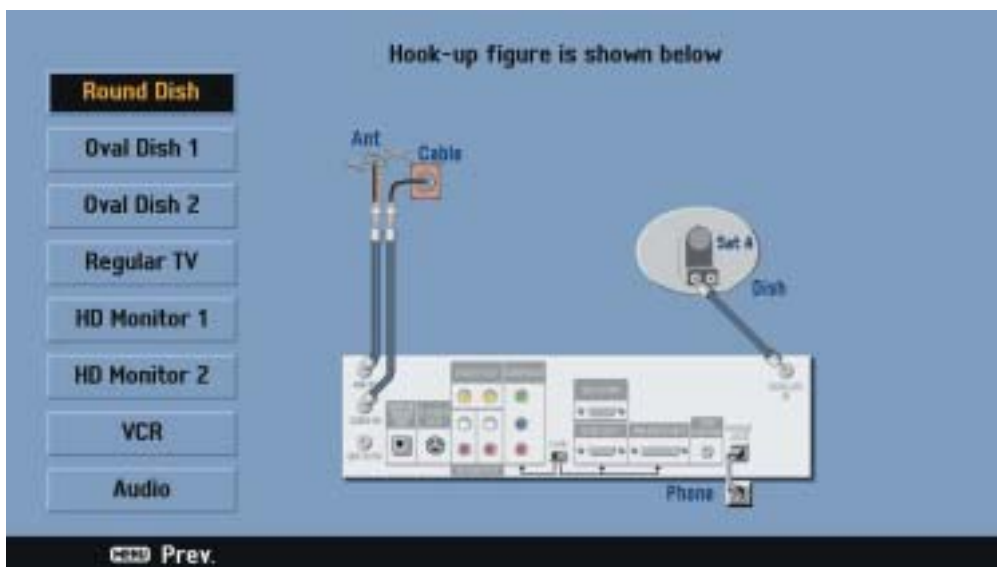 Hook-up figure is shown below
Round Dish
Oval Dish 1
Oval Dish 2
Regular TV
HD Monitor 1
HD Monitor 2
VCR
Audio
Ant
Cable
Sat A
Dish
Phone
MENU Prev.